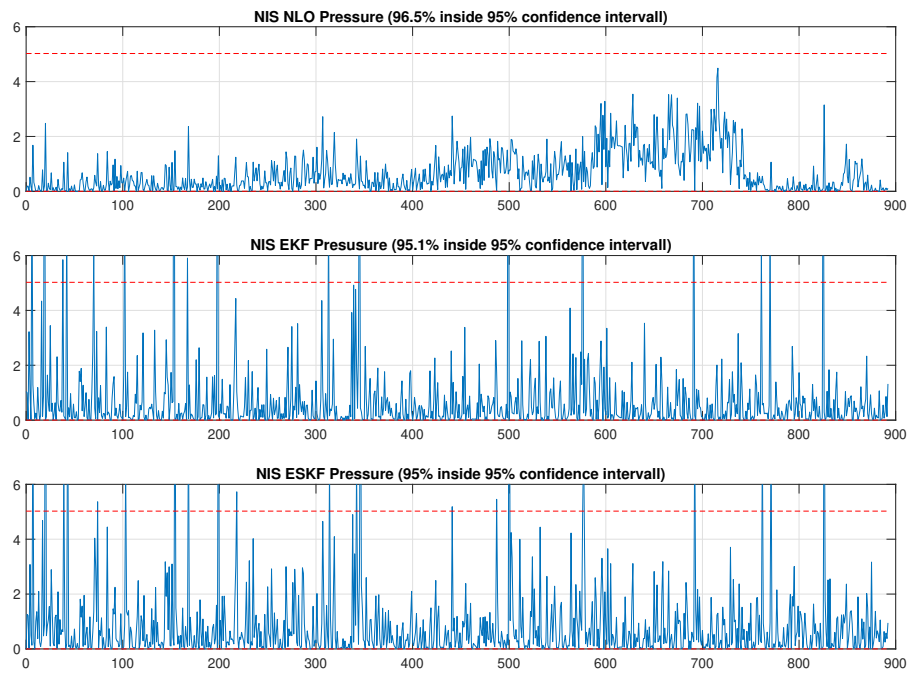 NIS NLO Pressure (96.5% inside 95% confidence intervall)
6
4
2
0
0 100 200 300 400 500 600 700 800 900
NIS EKF Presusure (95.1% inside 95% confidence intervall)
6
4
2
0
0 100 200 300 400 500 600 700 800 900
NIS ESKF Pressure (95% inside 95% confidence intervall)
6
4
2
0
0 100 200 300 400 500 600 700 800 900